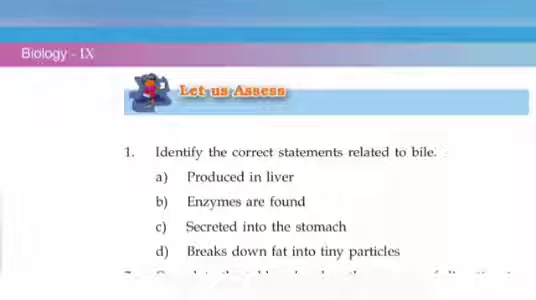 Biology - IX
Let us Assess
1. Identify the correct statements related to bile.
a) Produced in liver
b) Enzymes are found
c) Secreted into the stomach
d) Breaks down fat into tiny particles